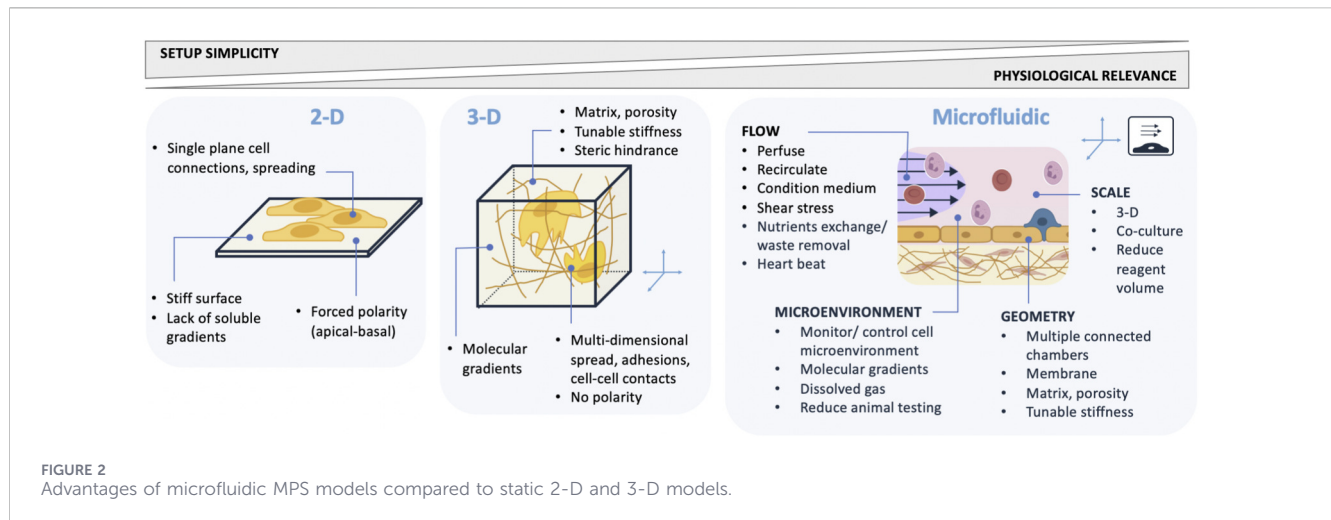 SETUP SIMPLICITY
PHYSIOLOGICAL RELEVANCE
2-D
• Single plane cell
connections, spreading
• Stiff surface
• Lack of soluble
gradients
• Forced polarity
(apical-basal)
3-D
• Matrix, porosity
• Tunable stiffness
• Steric hindrance
• Molecular
gradients
• Multi-dimensional
spread, adhesions,
cell-cell contacts
• No polarity
Microfluidic
FLOW
• Perfuse
• Recirculate
• Condition medium
• Shear stress
• Nutrients exchange/
waste removal
• Heart beat
SCALE
• 3-D
• Co-culture
• Reduce
reagent
volume
MICROENVIRONMENT
• Monitor/ control cell
microenvironment
• Molecular gradients
• Dissolved gas
• Reduce animal testing
GEOMETRY
• Multiple connected
chambers
• Membrane
• Matrix, porosity
• Tunable stiffness
FIGURE 2
Advantages of microfluidic MPS models compared to static 2-D and 3-D models.